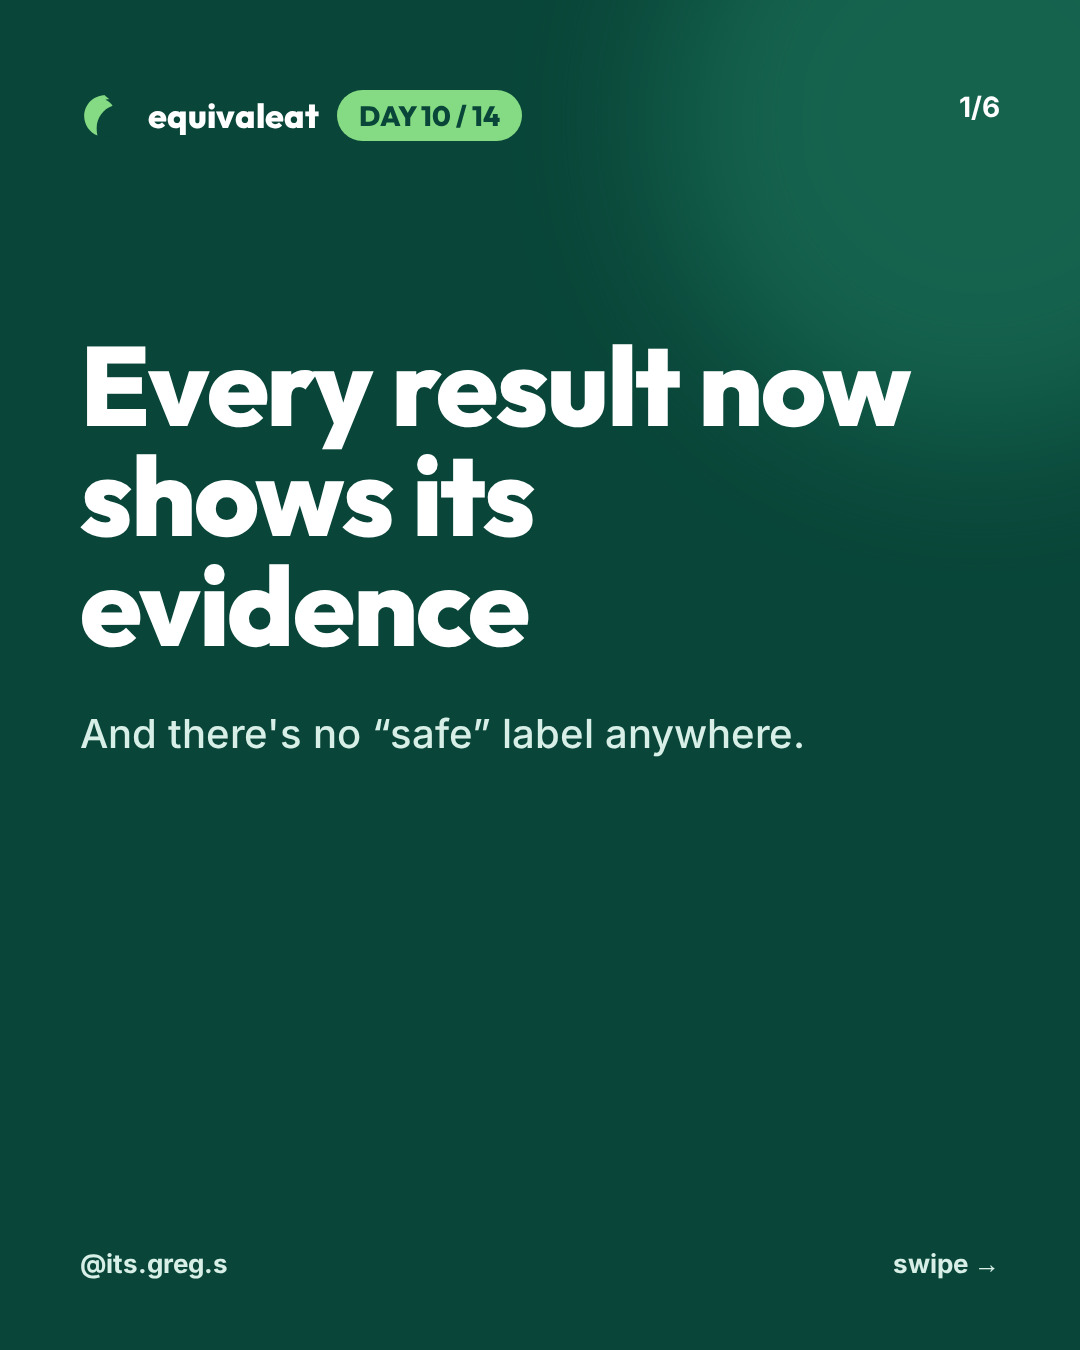 equivaleat
DAY 10 / 14
1/6
Every result now
shows its
evidence
And there's no “safe” label anywhere.
@its.greg.s
swipe →